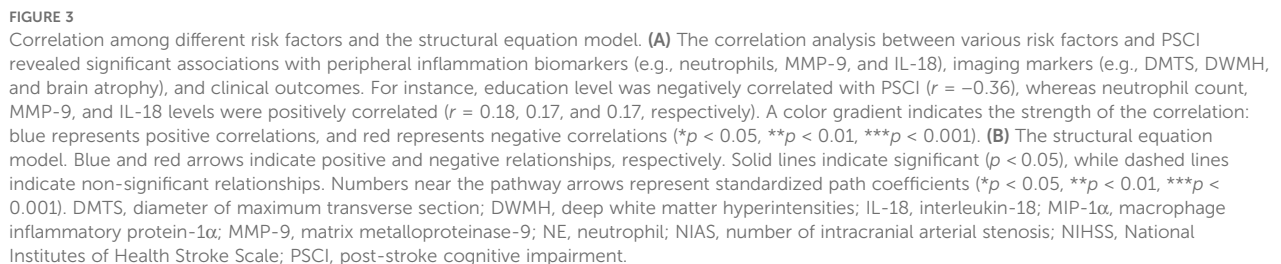 FIGURE 3
Correlation among different risk factors and the structural equation model. (A) The correlation analysis between various risk factors and PSCI
revealed significant associations with peripheral inflammation biomarkers (e.g., neutrophils, MMP-9, and IL-18), imaging markers (e.g., DMTS, DWMH,
and brain atrophy), and clinical outcomes. For instance, education level was negatively correlated with PSCI (r = −0.36), whereas neutrophil count,
MMP-9, and IL-18 levels were positively correlated (r = 0.18, 0.17, and 0.17, respectively). A color gradient indicates the strength of the correlation:
blue represents positive correlations, and red represents negative correlations (*p < 0.05, **p < 0.01, ***p < 0.001). (B) The structural equation
model. Blue and red arrows indicate positive and negative relationships, respectively. Solid lines indicate significant (p < 0.05), while dashed lines
indicate non-significant relationships. Numbers near the pathway arrows represent standardized path coefficients (*p < 0.05, **p < 0.01, ***p <
0.001). DMTS, diameter of maximum transverse section; DWMH, deep white matter hyperintensities; IL-18, interleukin-18; MIP-1α, macrophage
inflammatory protein-1α; MMP-9, matrix metalloproteinase-9; NE, neutrophil; NIAS, number of intracranial arterial stenosis; NIHSS, National
Institutes of Health Stroke Scale; PSCI, post-stroke cognitive impairment.